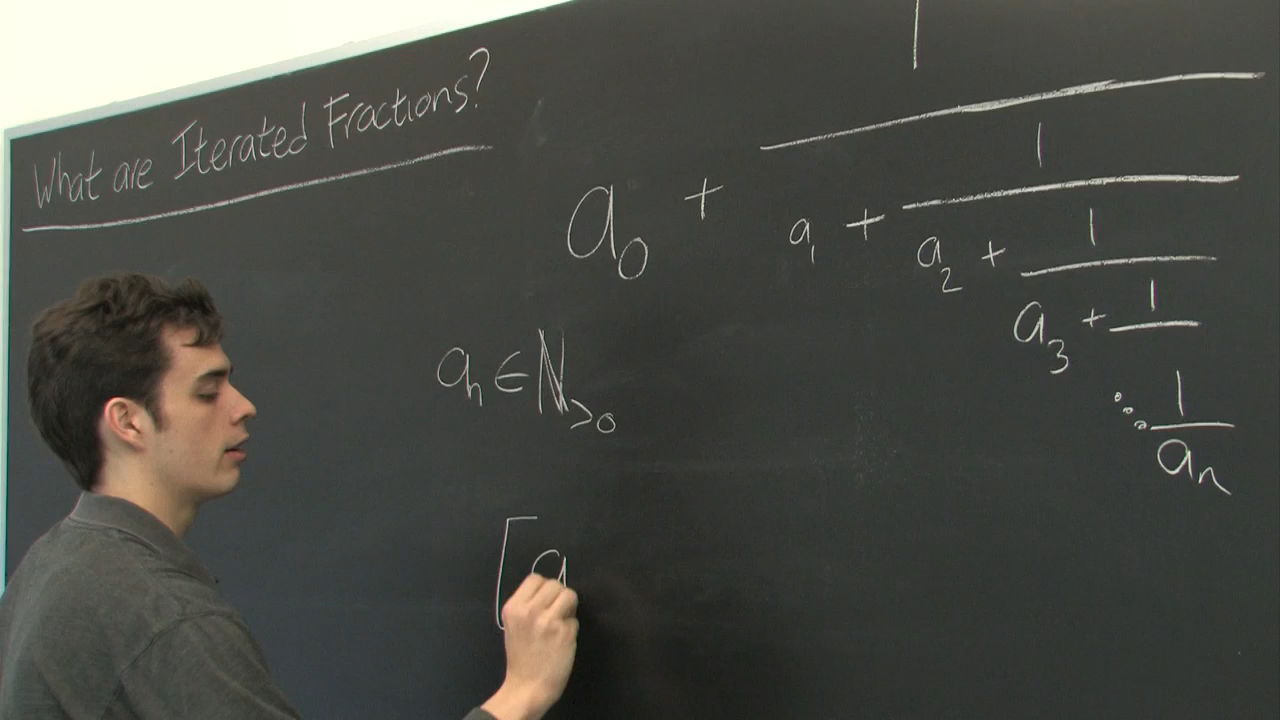 What are Iterated Fractions?
1
a₀ +
1
a₁ +
1
a₂ +
1
a₃ +
1
⋱
aₙ
aₙ ∈ ℕ>₀
[a